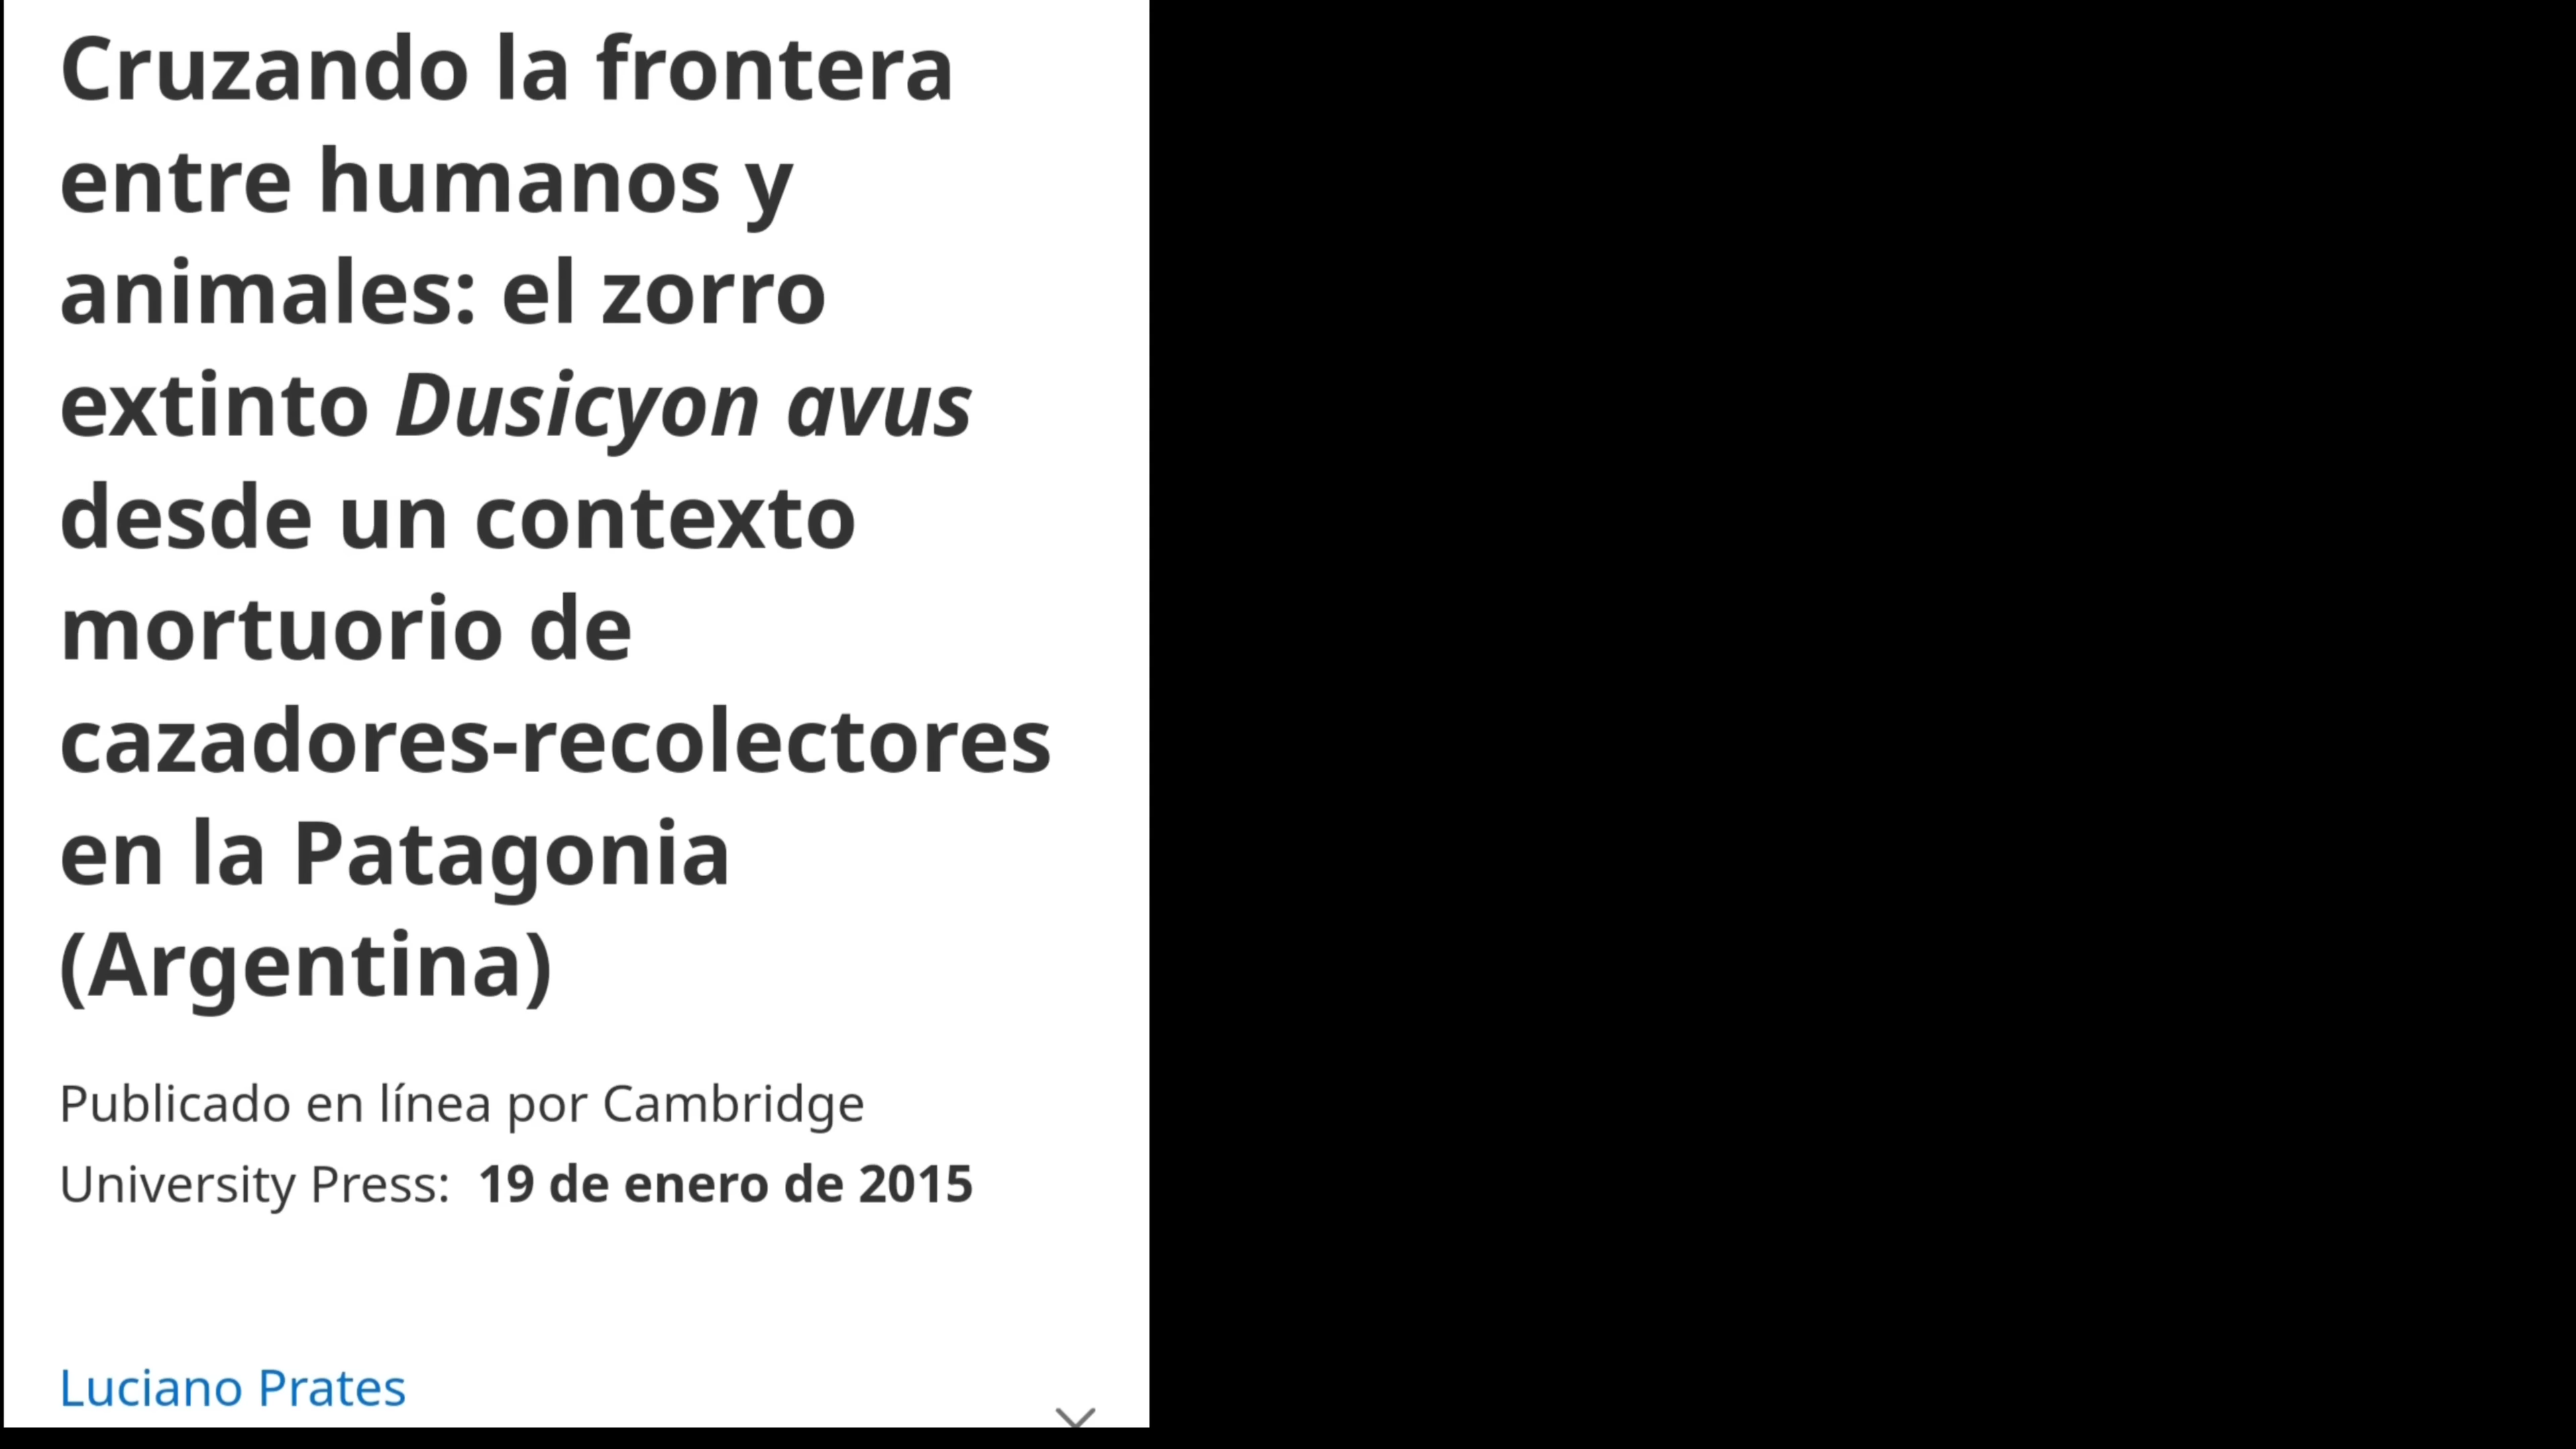 Cruzando la frontera
entre humanos y
animales: el zorro
extinto Dusicyon avus
desde un contexto
mortuorio de
cazadores-recolectores
en la Patagonia
(Argentina)
Publicado en línea por Cambridge
University Press: 19 de enero de 2015
Luciano Prates